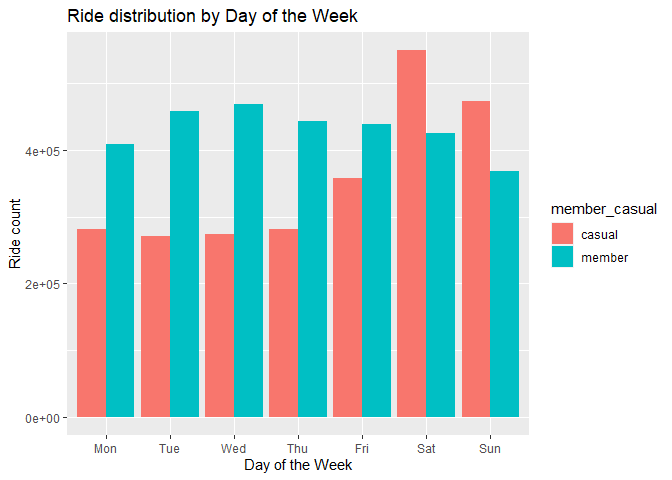 Ride distribution by Day of the Week
Ride count
4e+05
2e+05
0e+00
Mon Tue Wed Thu Fri Sat Sun
Day of the Week
member_casual
casual
member